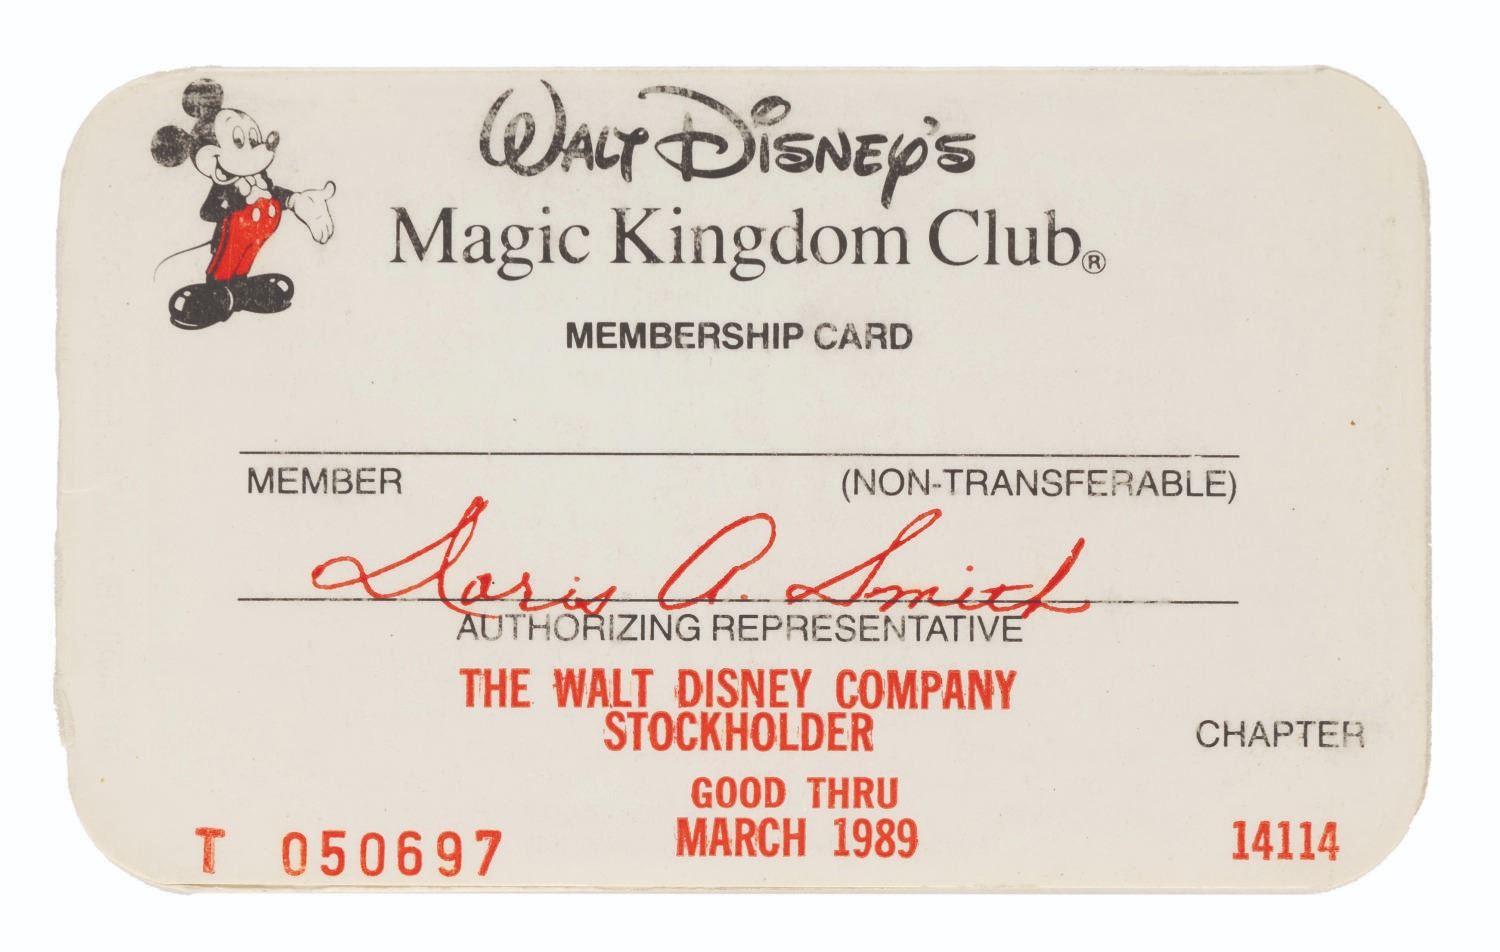 WALT DISNEY'S
Magic Kingdom Club®
MEMBERSHIP CARD
MEMBER (NON-TRANSFERABLE)
Doris A. Smith
AUTHORIZING REPRESENTATIVE
THE WALT DISNEY COMPANY
STOCKHOLDER
CHAPTER
GOOD THRU
MARCH 1989
T 050697
14114